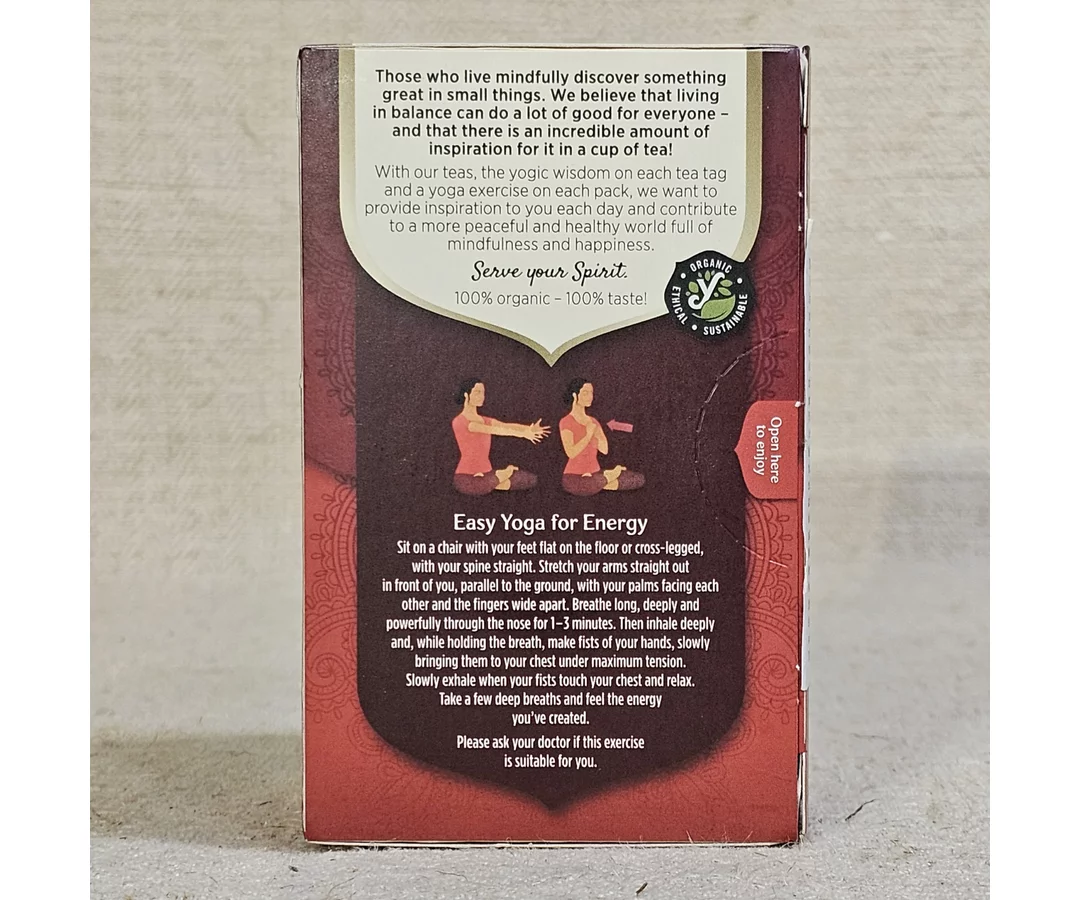 Those who live mindfully discover something
great in small things. We believe that living
in balance can do a lot of good for everyone –
and that there is an incredible amount of
inspiration for it in a cup of tea!
With our teas, the yogic wisdom on each tea tag
and a yoga exercise on each pack, we want to
provide inspiration to you each day and contribute
to a more peaceful and healthy world full of
mindfulness and happiness.
Serve your Spirit.
100% organic – 100% taste!
ORGANIC
y
ETHICAL • SUSTAINABLE
Open here
to enjoy
Easy Yoga for Energy
Sit on a chair with your feet flat on the floor or cross-legged,
with your spine straight. Stretch your arms straight out
in front of you, parallel to the ground, with your palms facing each
other and the fingers wide apart. Breathe long, deeply and
powerfully through the nose for 1–3 minutes. Then inhale deeply
and, while holding the breath, make fists of your hands, slowly
bringing them to your chest under maximum tension.
Slowly exhale when your fists touch your chest and relax.
Take a few deep breaths and feel the energy
you've created.
Please ask your doctor if this exercise
is suitable for you.